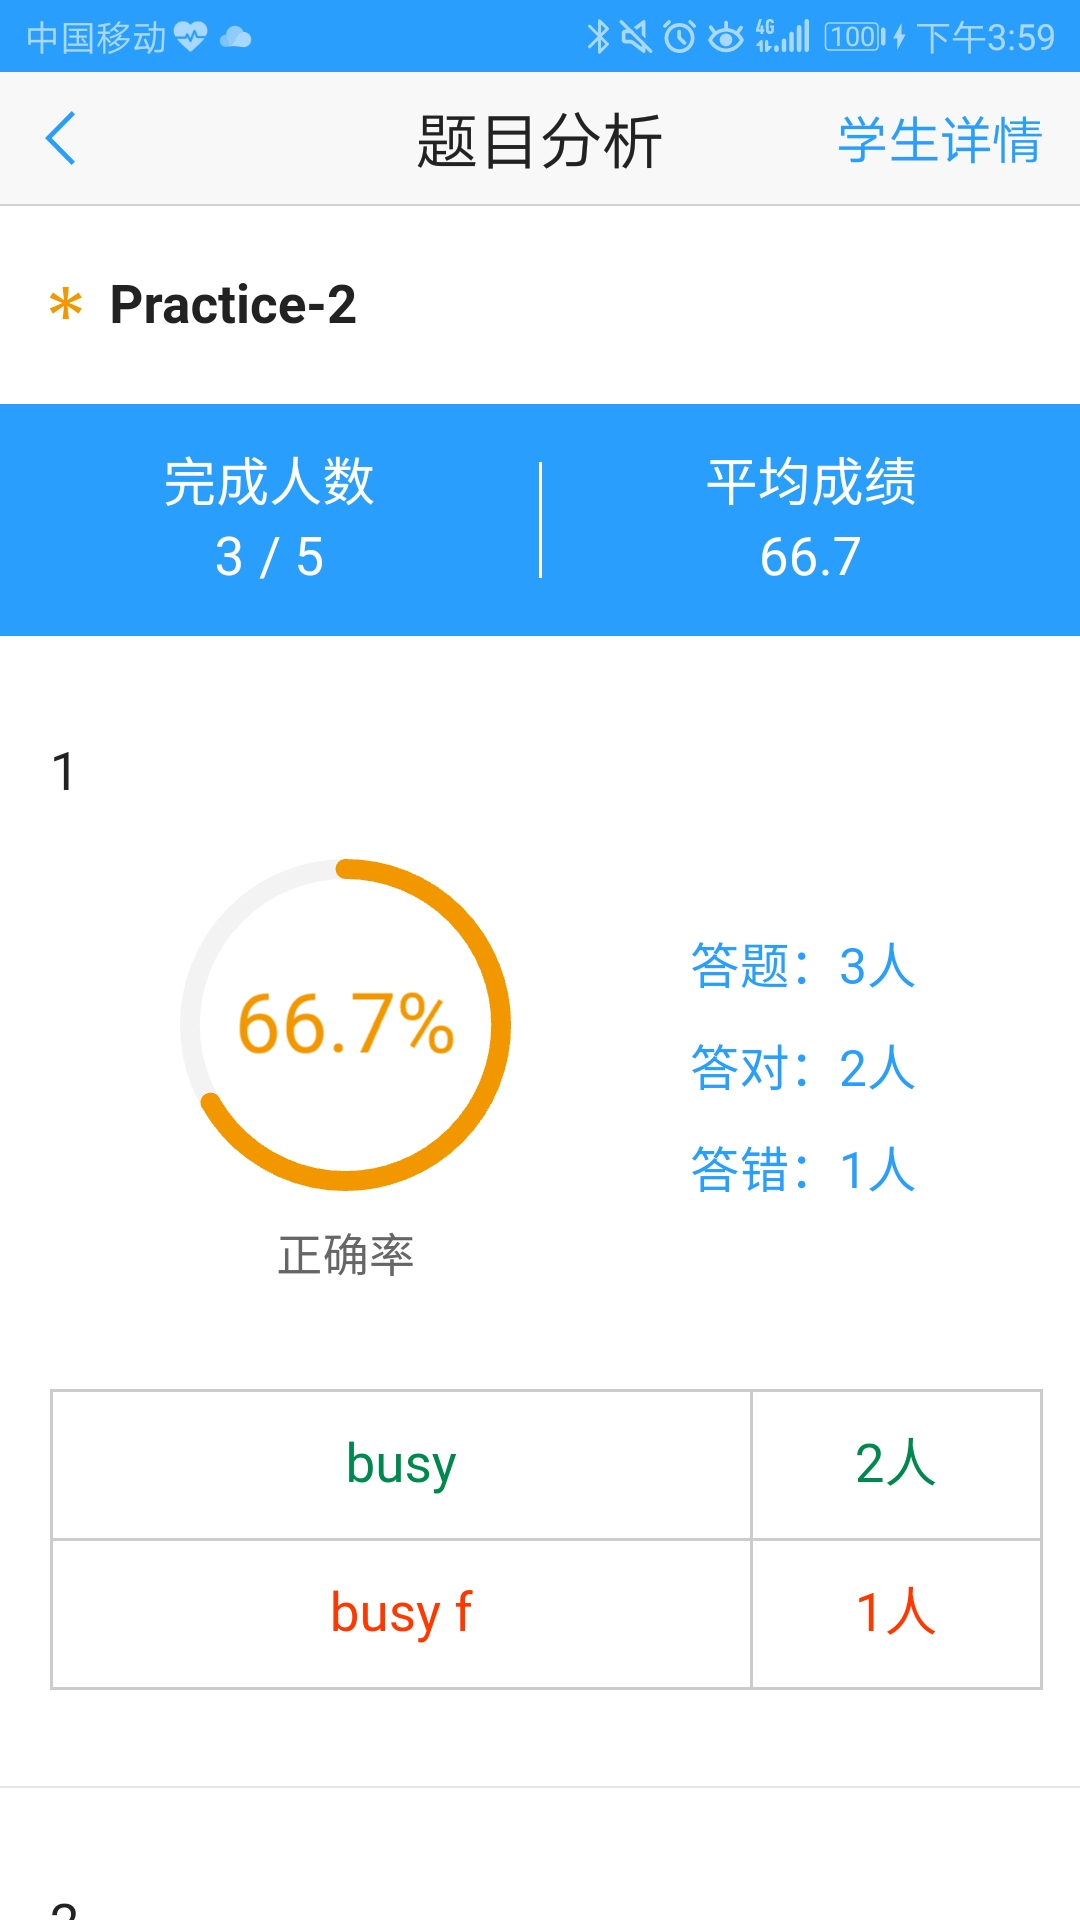 中国移动 4G 100 下午3:59
题目分析 学生详情
* Practice-2
完成人数 平均成绩
3 / 5 66.7
1
66.7%
正确率
答题：3人
答对：2人
答错：1人
busy 2人
busy f 1人